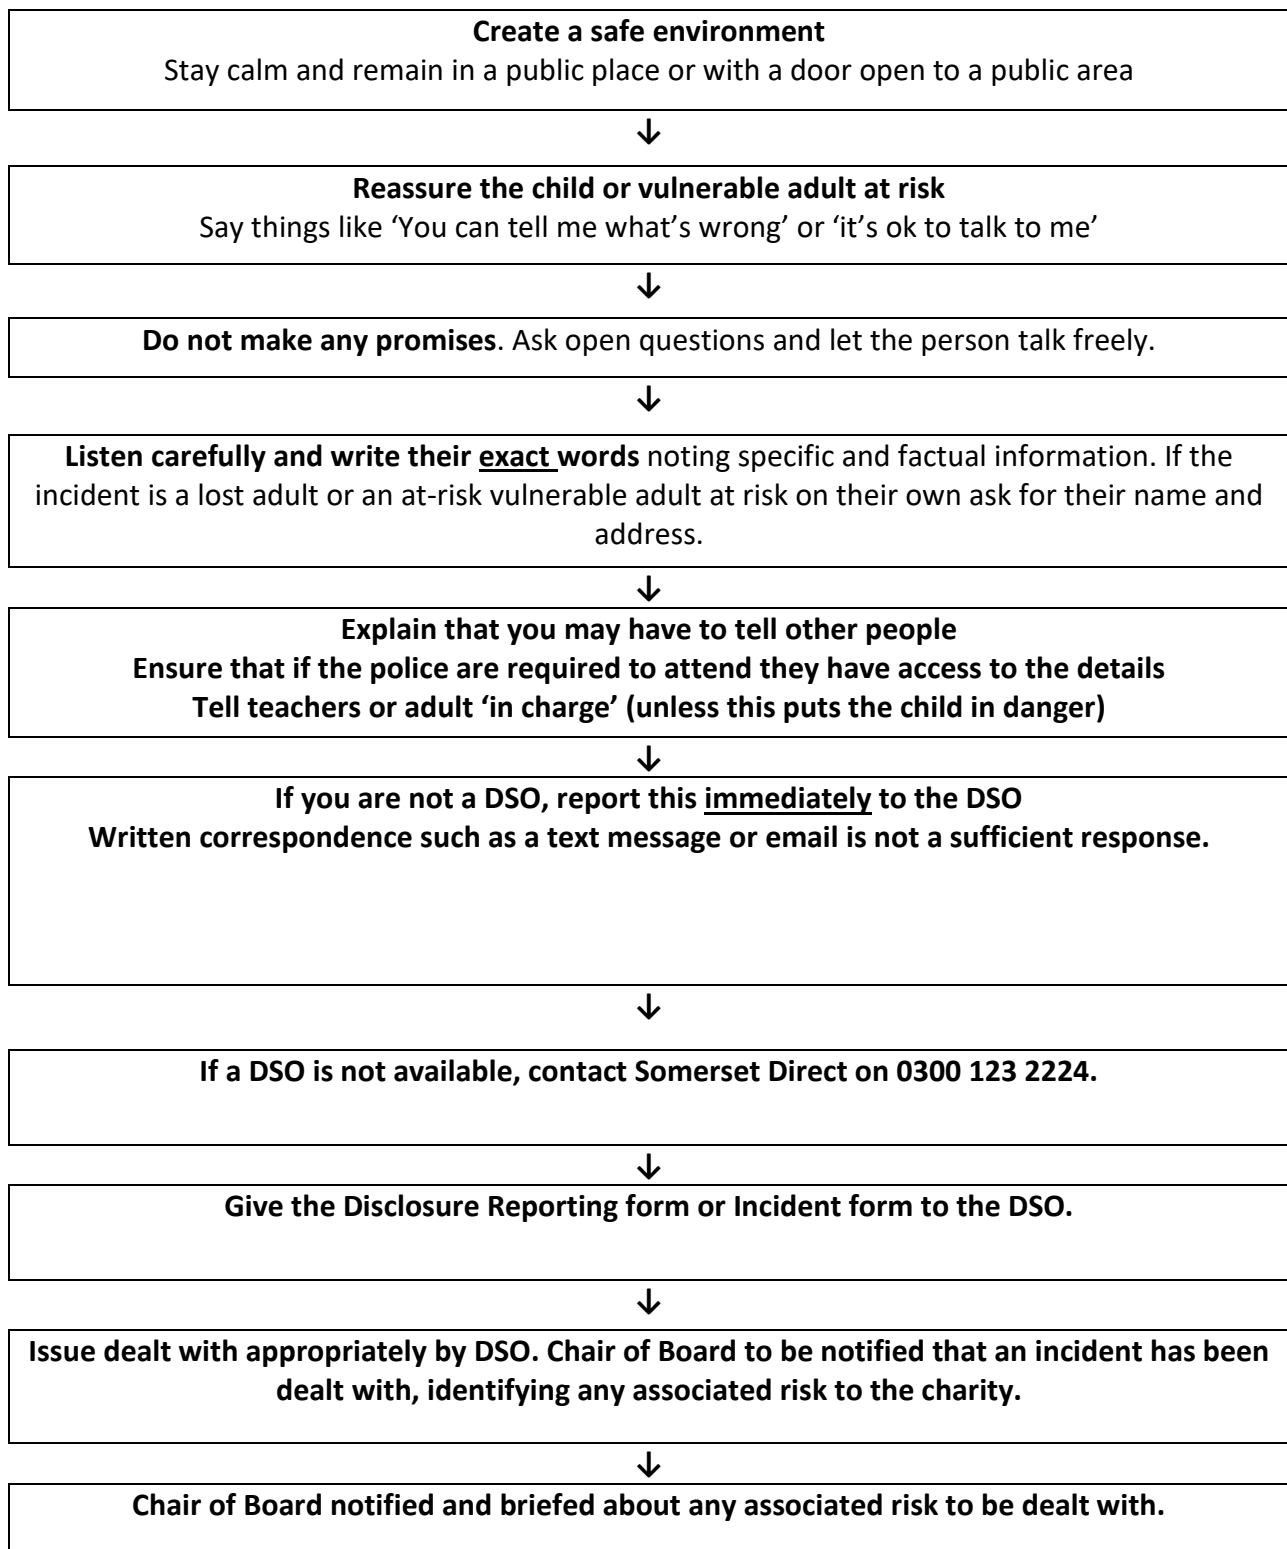 Create a safe environment
Stay calm and remain in a public place or with a door open to a public area
↓
Reassure the child or vulnerable adult at risk
Say things like ‘You can tell me what’s wrong’ or ‘it’s ok to talk to me’
↓
Do not make any promises. Ask open questions and let the person talk freely.
↓
Listen carefully and write their exact words noting specific and factual information. If the
incident is a lost adult or an at-risk vulnerable adult at risk on their own ask for their name and
address.
↓
Explain that you may have to tell other people
Ensure that if the police are required to attend they have access to the details
Tell teachers or adult ‘in charge’ (unless this puts the child in danger)
↓
If you are not a DSO, report this immediately to the DSO
Written correspondence such as a text message or email is not a sufficient response.
↓
If a DSO is not available, contact Somerset Direct on 0300 123 2224.
↓
Give the Disclosure Reporting form or Incident form to the DSO.
↓
Issue dealt with appropriately by DSO. Chair of Board to be notified that an incident has been
dealt with, identifying any associated risk to the charity.
↓
Chair of Board notified and briefed about any associated risk to be dealt with.